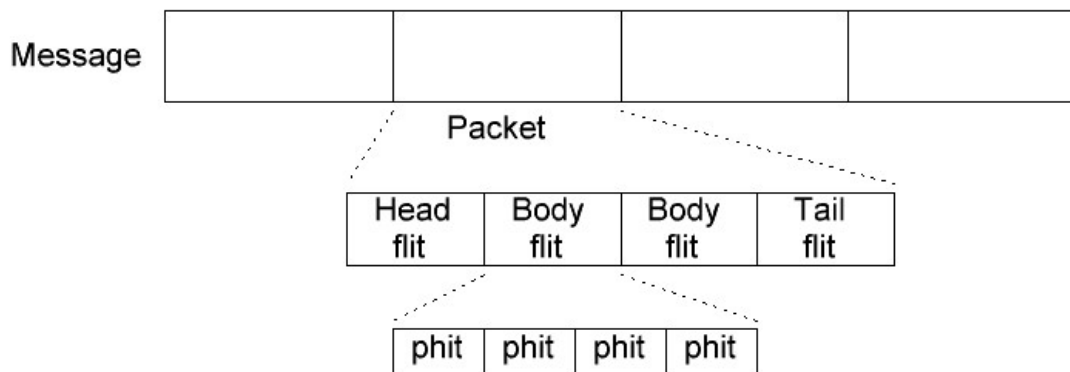 Message
Packet
Head Body Body Tail
flit flit flit flit
phit phit phit phit